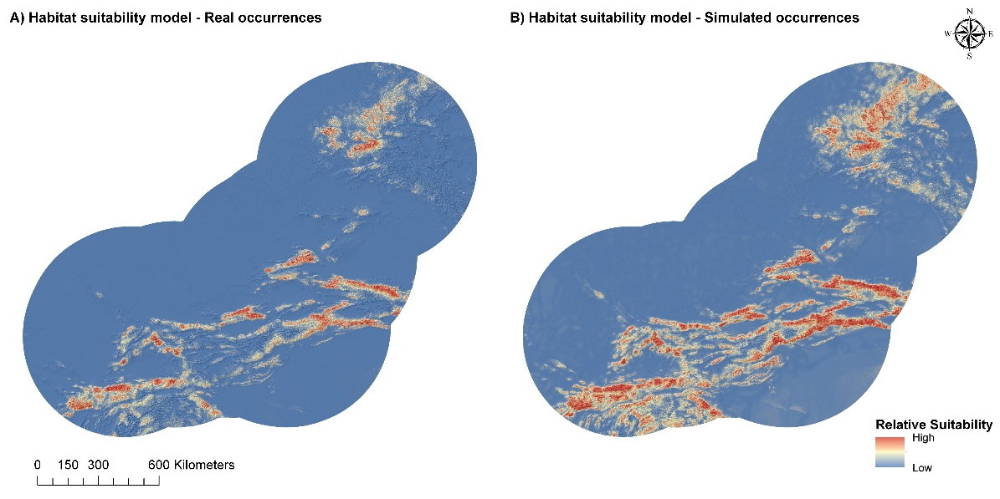 A) Habitat suitability model - Real occurrences
B) Habitat suitability model - Simulated occurrences
N
W E
S
Relative Suitability
High
Low
0 150 300 600 Kilometers